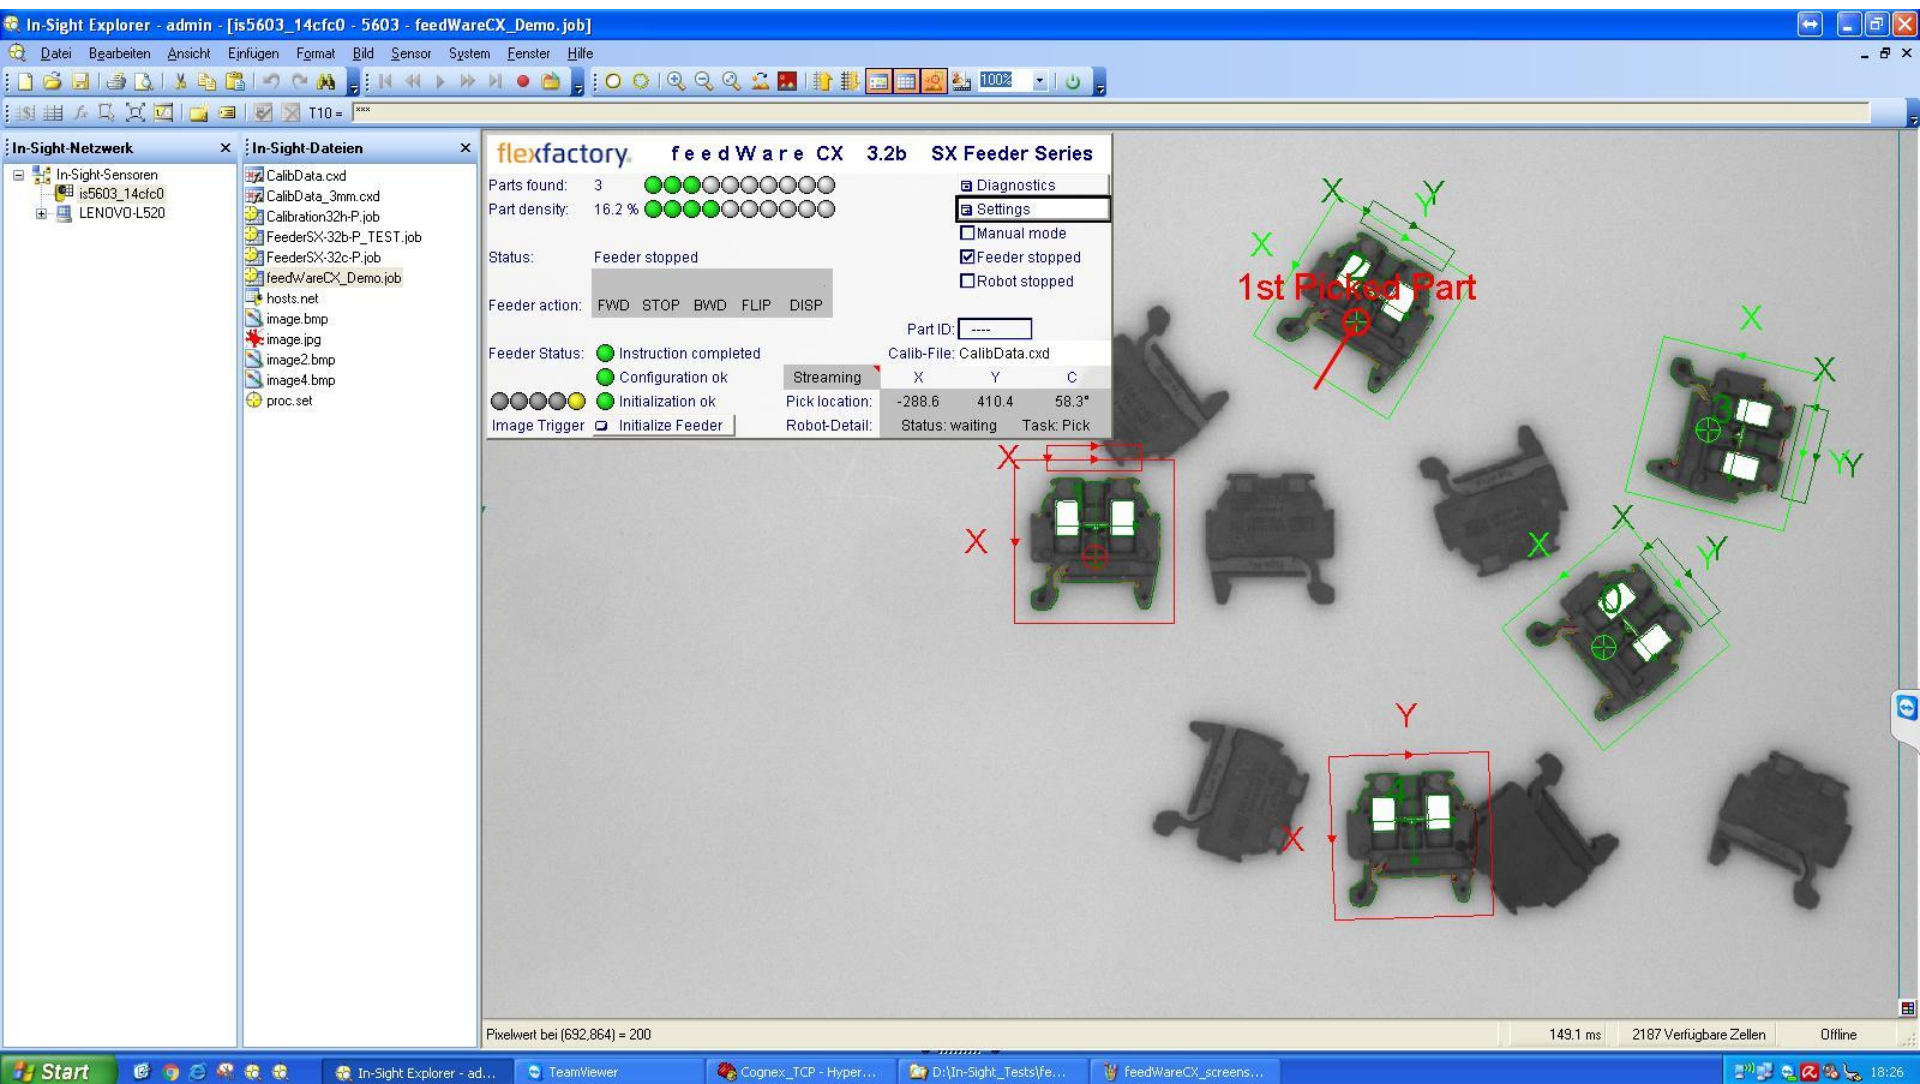 In-Sight Explorer - admin - [is5603_14cfc0 - 5603 - feedWareCX_Demo.job]
Datei Bearbeiten Ansicht Einfügen Format Bild Sensor System Fenster Hilfe
100%
T10 = ***
In-Sight-Netzwerk
In-Sight-Sensoren
is5603_14cfc0
LENOVO-L520
In-Sight-Dateien
CalibData.cxd
CalibData_3mm.cxd
Calibration32h-P.job
FeederSX-32b-P_TEST.job
FeederSX-32c-P.job
feedWareCX_Demo.job
hosts.net
image.bmp
image.jpg
image2.bmp
image4.bmp
proc.set
flexfactory. feedWare CX 3.2b SX Feeder Series
Parts found: 3 Diagnostics
Part density: 16.2 % Settings
Manual mode
Status: Feeder stopped Feeder stopped
Robot stopped
Feeder action: FWD STOP BWD FLIP DISP
Part ID: ----
Feeder Status: Instruction completed Calib-File: CalibData.cxd
Configuration ok Streaming X Y C
Initialization ok Pick location: -288.6 410.4 58.3°
Image Trigger Initialize Feeder Robot-Detail: Status: waiting Task: Pick
X Y
X Y
1st Picked Part
2
X
X
3
Y Y
X
X
1
X
X Y
Y
0
Y
4
X
Pixelwert bei (692,864) = 200 149.1 ms 2187 Verfügbare Zellen Offline
Start In-Sight Explorer - ad... TeamViewer Cognex_TCP - Hyper... D:\In-Sight_Tests\fe... feedWareCX_screens... 18:26